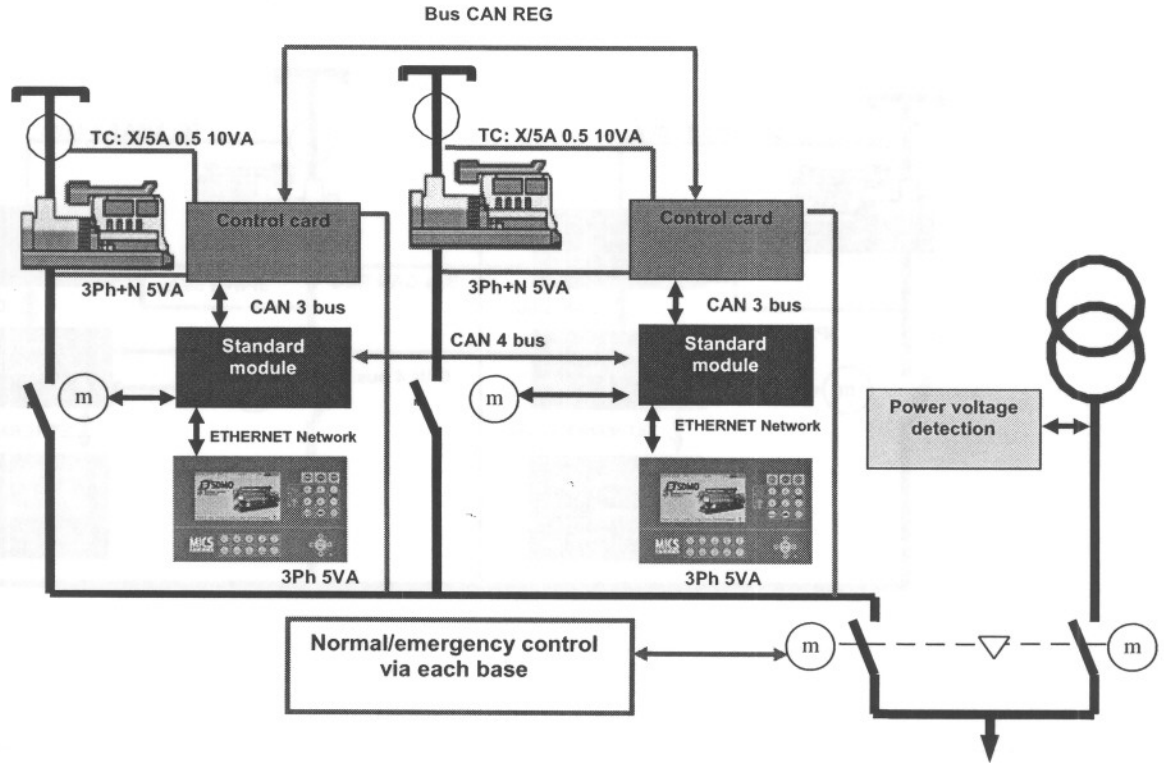 Bus CAN REG
TC: X/5A 0.5 10VA
TC: X/5A 0.5 10VA
Control card
Control card
3Ph+N 5VA
3Ph+N 5VA
CAN 3 bus
CAN 3 bus
Standard
module
CAN 4 bus
Standard
module
m
m
Power voltage
detection
ETHERNET Network
ETHERNET Network
SDMO
MICS
SDMO
MICS
3Ph 5VA
3Ph 5VA
Normal/emergency control
via each base
m
m